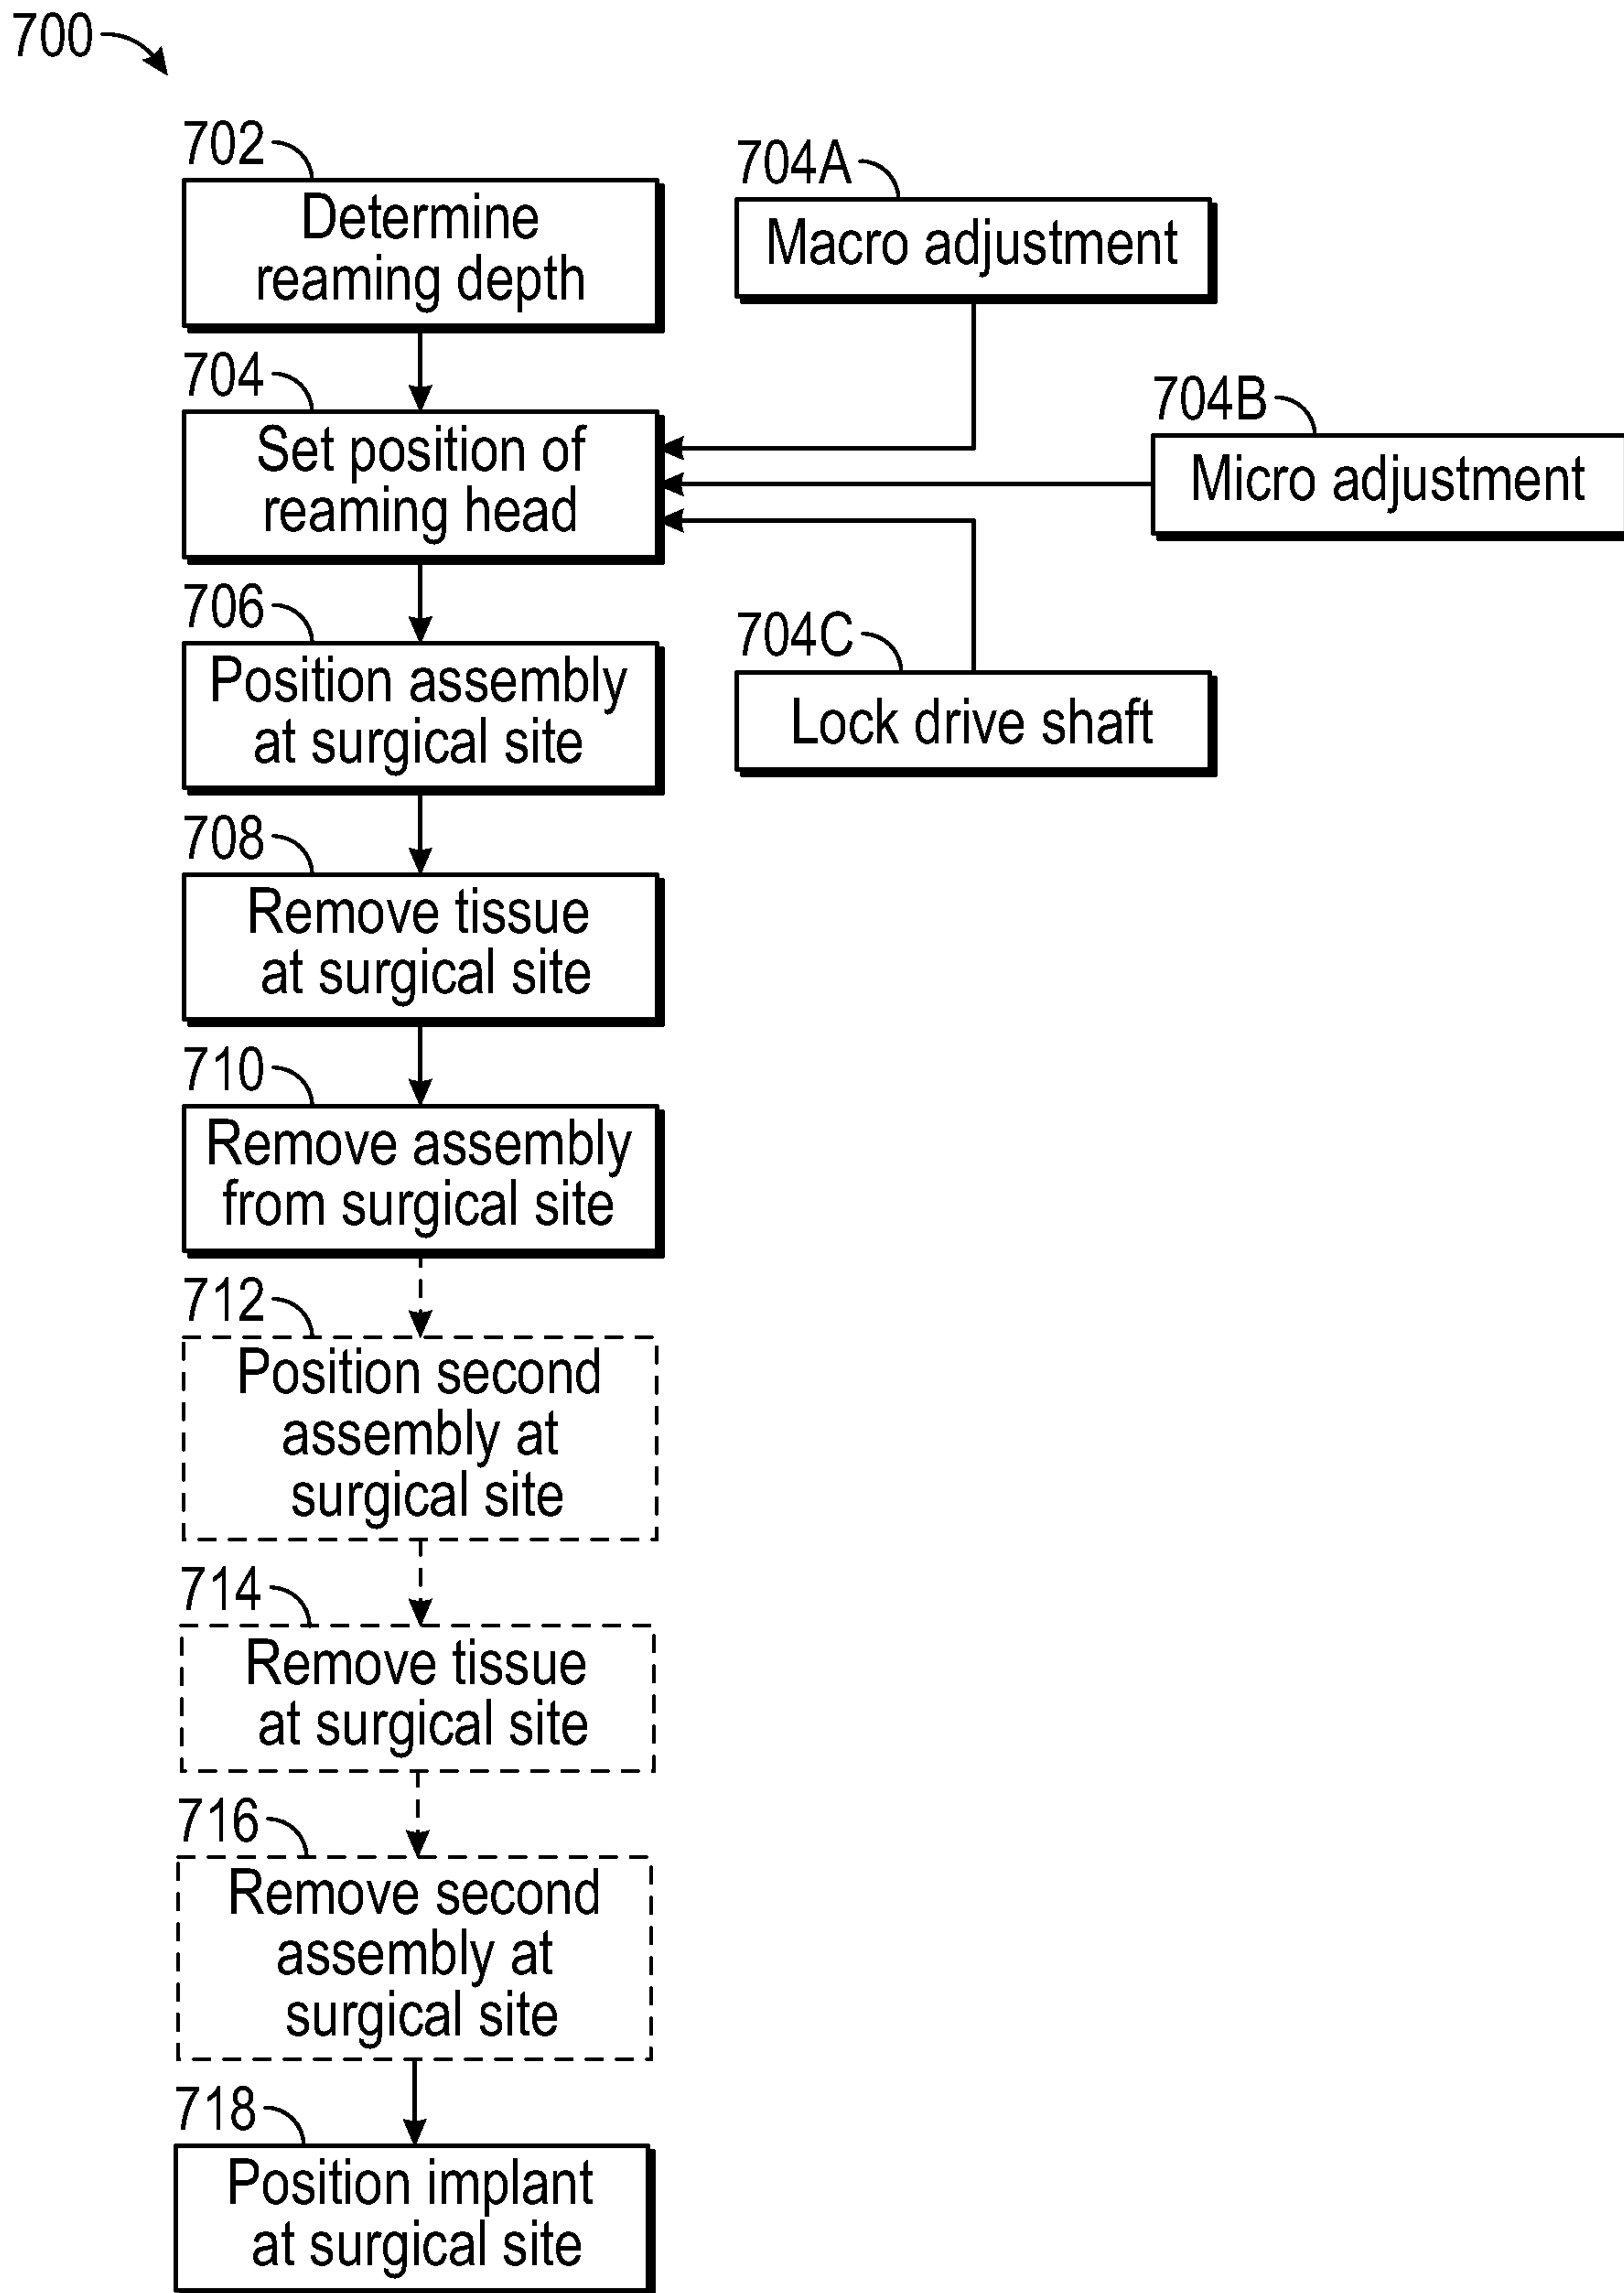 700
702
Determine
reaming depth
704A
Macro adjustment
704
Set position of
reaming head
704B
Micro adjustment
706
Position assembly
at surgical site
704C
Lock drive shaft
708
Remove tissue
at surgical site
710
Remove assembly
from surgical site
712
Position second
assembly at
surgical site
714
Remove tissue
at surgical site
716
Remove second
assembly at
surgical site
718
Position implant
at surgical site